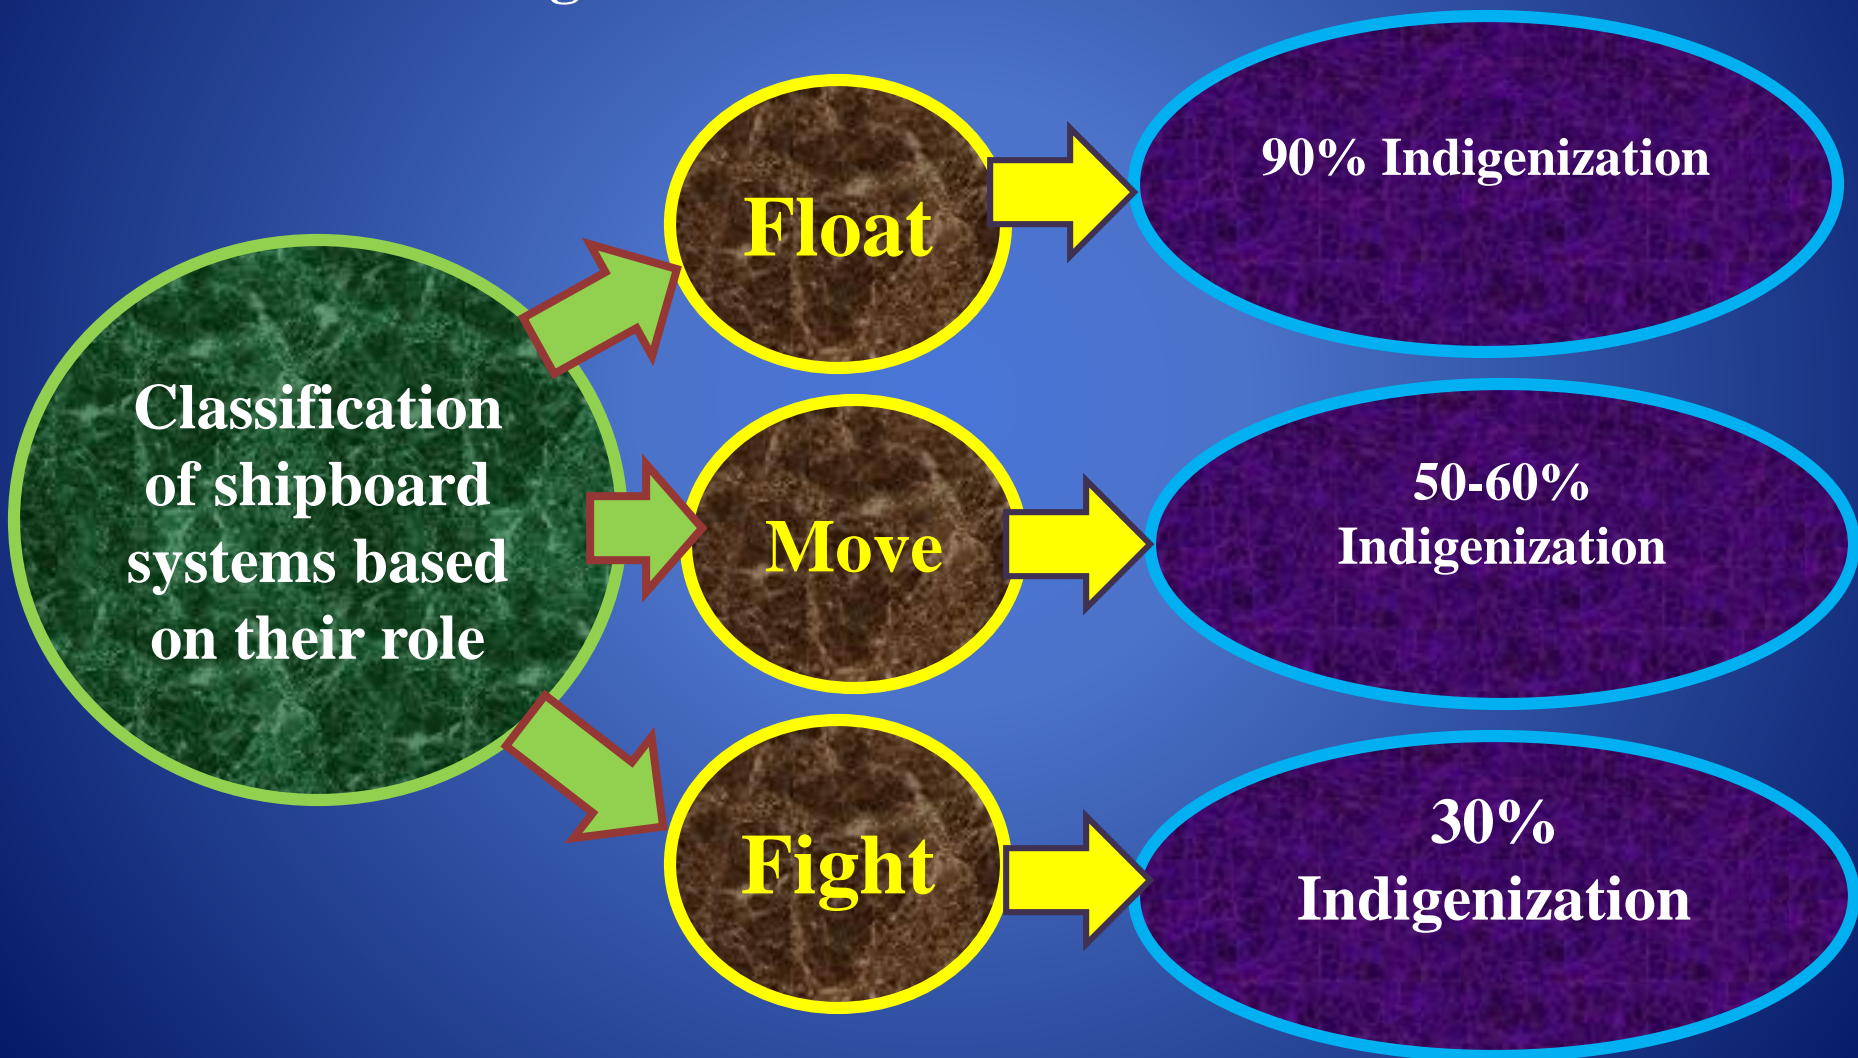 Classification
of shipboard
systems based
on their role
Float
90% Indigenization
Move
50-60%
Indigenization
Fight
30%
Indigenization